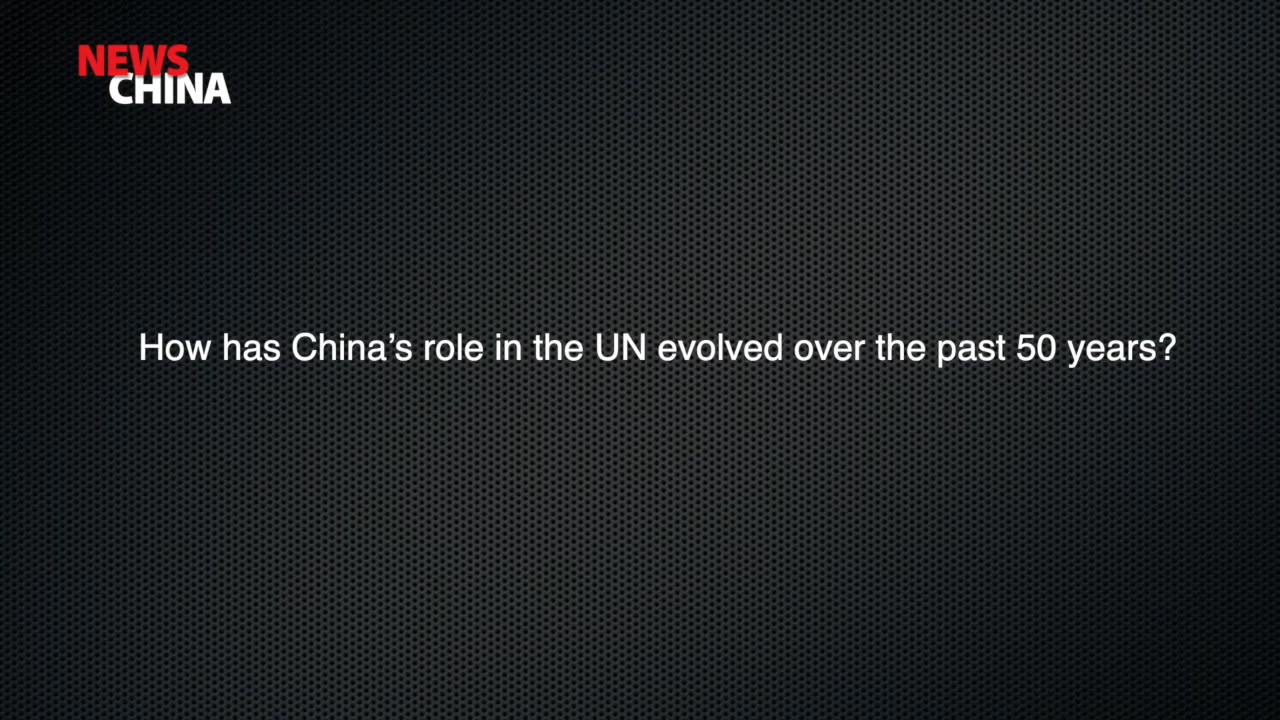 NEWS
CHINA
How has China’s role in the UN evolved over the past 50 years?